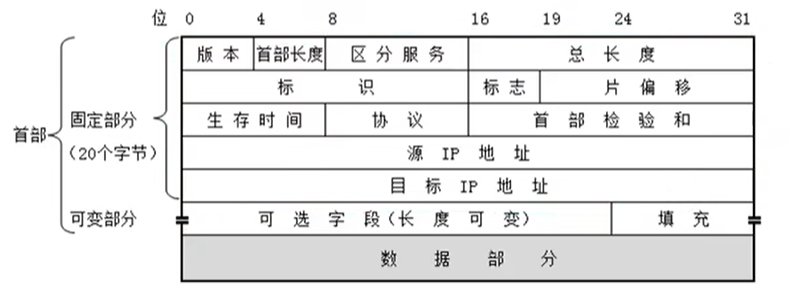 位 0 4 8 16 19 24 31
版本 首部长度 区分服务 总长度
标识 标志 片偏移
生存时间 协议 首部检验和
源 IP 地址
目标 IP 地址
可选字段(长度可变) 填充
数据部分
首部
固定部分
(20个字节)
可变部分